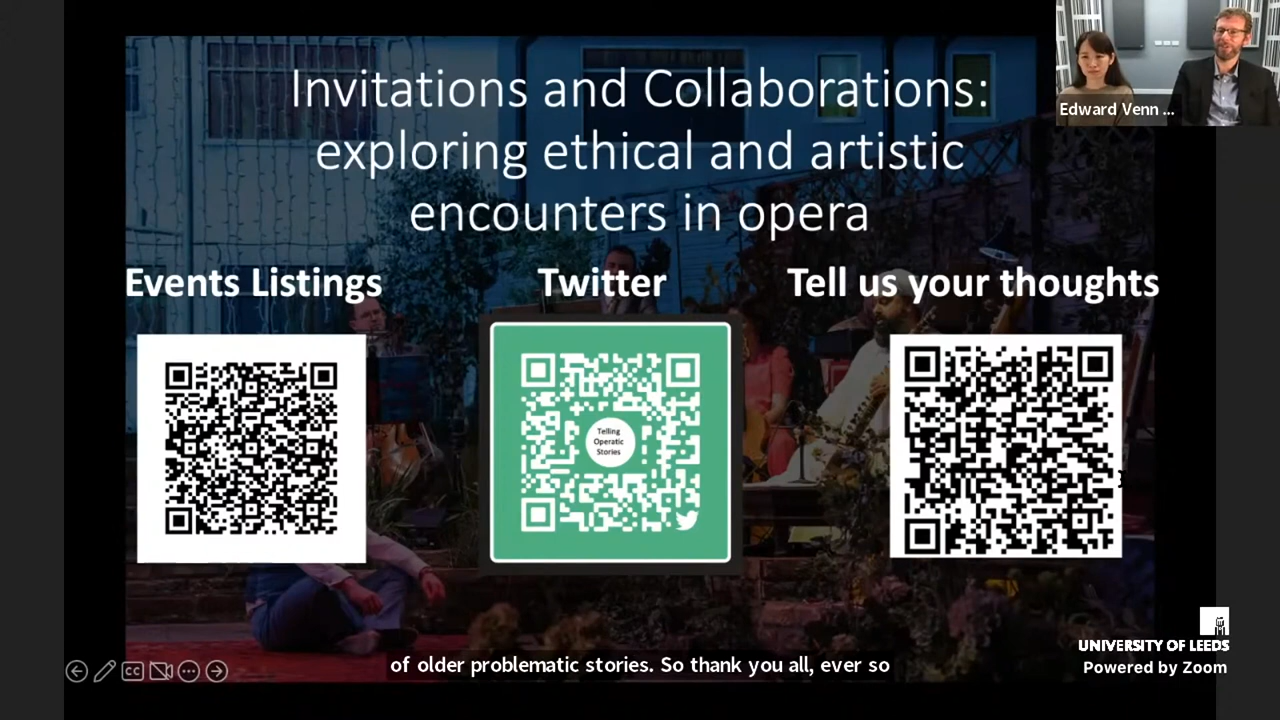 Invitations and Collaborations:
exploring ethical and artistic
encounters in opera
Edward Venn ...
Events Listings
Twitter
Tell us your thoughts
Telling
Operatic
Stories
of older problematic stories. So thank you all, ever so
UNIVERSITY OF LEEDS
Powered by Zoom
CC